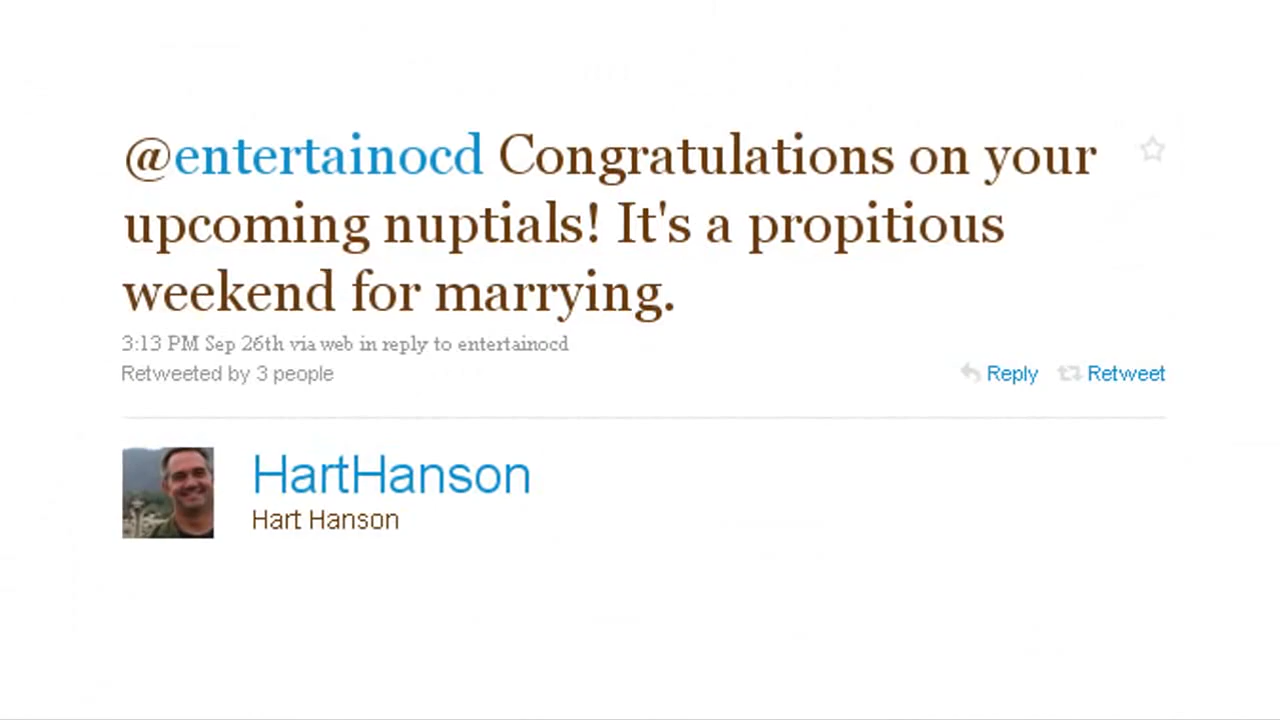 @entertainocd Congratulations on your
upcoming nuptials! It's a propitious
weekend for marrying.
3:13 PM Sep 26th via web in reply to entertainocd
Retweeted by 3 people
Reply Retweet
HartHanson
Hart Hanson